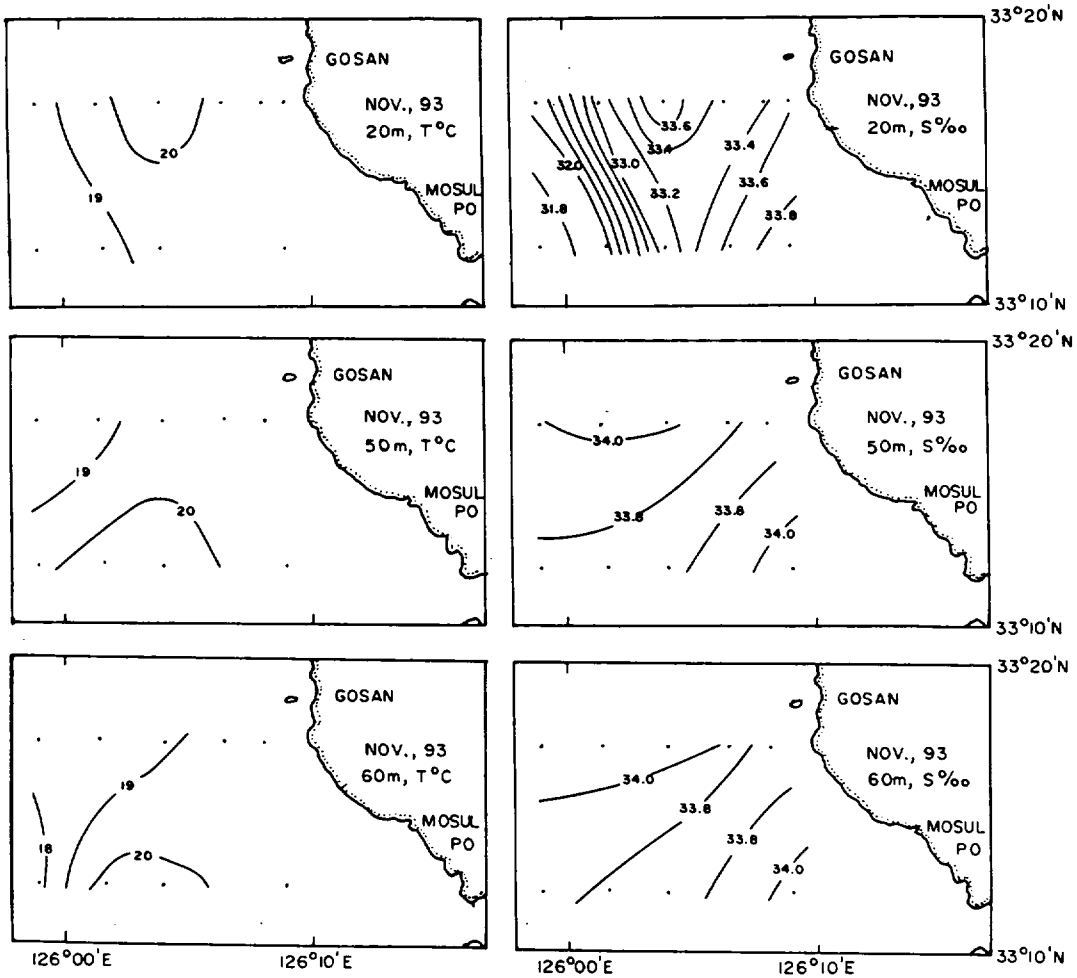 33°20'N
GOSAN
NOV., 93
20m, T°C
20
19
MOSUL
PO
GOSAN
NOV., 93
20m, S‰
33.6
33.4
33.4
32.0
33.0
33.2
33.6
31.8
33.8
MOSUL
PO
33°10'N
33°20'N
GOSAN
NOV., 93
50m, T°C
19
20
MOSUL
PO
GOSAN
NOV., 93
50m, S‰
34.0
33.8
33.8
34.0
MOSUL
PO
33°10'N
33°20'N
GOSAN
NOV., 93
60m, T°C
19
18
20
MOSUL
PO
126°00'E
126°10'E
GOSAN
NOV., 93
60m, S‰
34.0
33.8
33.8
34.0
MOSUL
PO
33°10'N
126°00'E
126°10'E